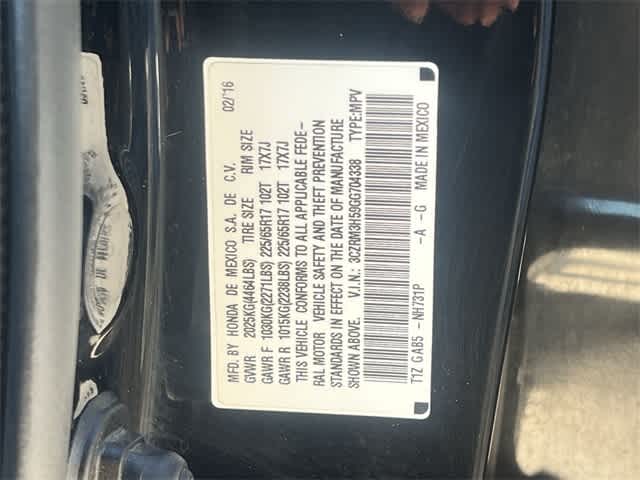 MFD. BY HONDA DE MEXICO S.A. DE C.V. 02/16
GVWR 2025KG(4464LBS) TIRE SIZE RIM SIZE
GAWR F 1030KG(2271LBS) 225/65R17 102T 17X7J
GAWR R 1015KG(2238LBS) 225/65R17 102T 17X7J
THIS VEHICLE CONFORMS TO ALL APPLICABLE FEDE-
RAL MOTOR VEHICLE SAFETY AND THEFT PREVENTION
STANDARDS IN EFFECT ON THE DATE OF MANUFACTURE
SHOWN ABOVE. V.I.N.: 3CZRM3H59GG704338 TYPE:MPV
T1Z GAB5 -NH731P -A -G MADE IN MEXICO